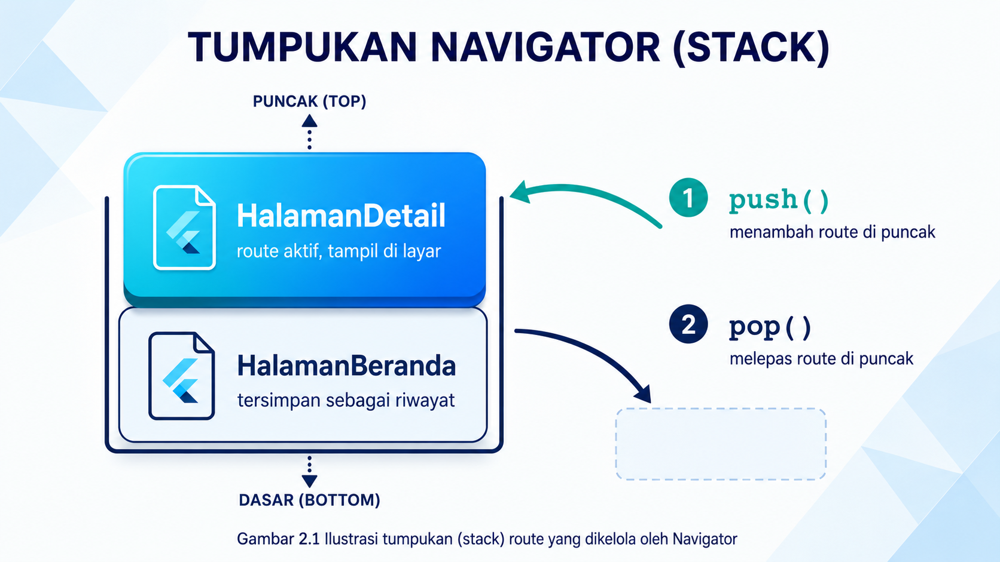 TUMPUKAN NAVIGATOR (STACK)
PUNCAK (TOP)
HalamanDetail
route aktif, tampil di layar
HalamanBeranda
tersimpan sebagai riwayat
DASAR (BOTTOM)
1 push()
menambah route di puncak
2 pop()
melepas route di puncak
Gambar 2.1 Ilustrasi tumpukan (stack) route yang dikelola oleh Navigator